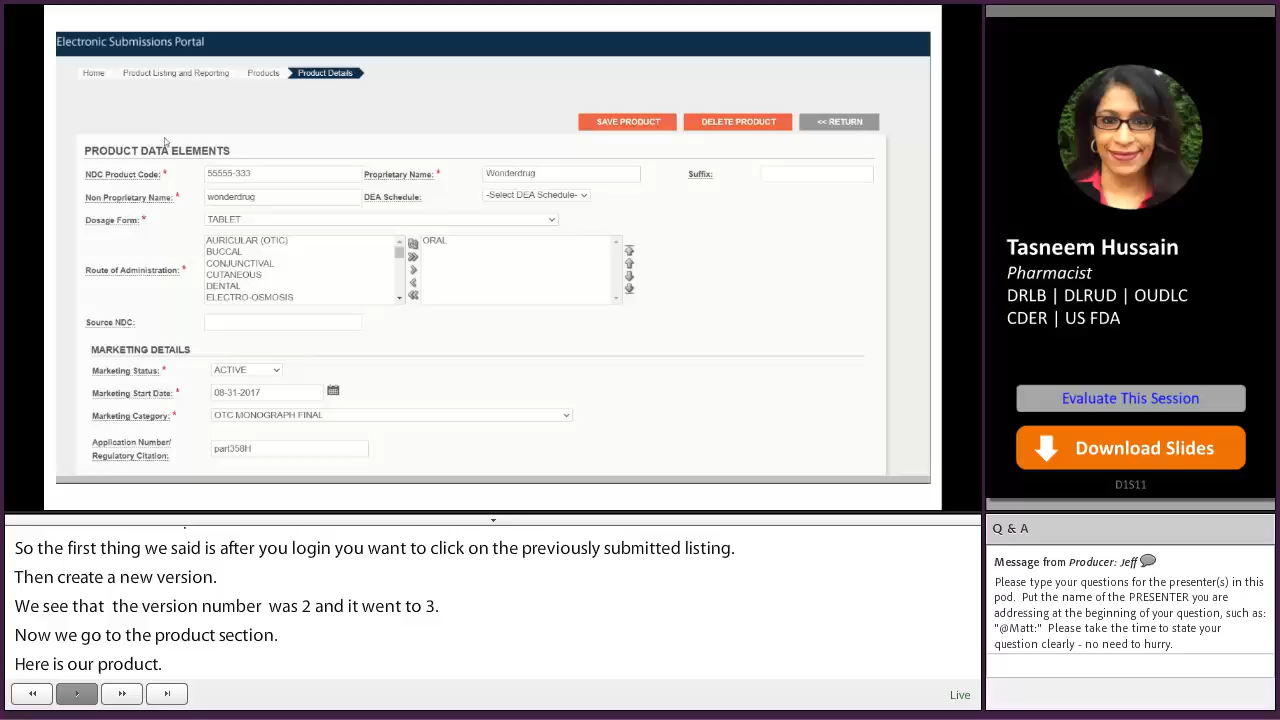 Electronic Submissions Portal
Home Product Listing and Reporting Products Product Details
SAVE PRODUCT DELETE PRODUCT << RETURN
PRODUCT DATA ELEMENTS
NDC Product Code: * 55555-333 Proprietary Name: * Wonderdrug Suffix:
Non Proprietary Name: * wonderdrug DEA Schedule: -Select DEA Schedule-
Dosage Form: * TABLET
Route of Administration: *
AURICULAR (OTIC)
BUCCAL
CONJUNCTIVAL
CUTANEOUS
DENTAL
ELECTRO-OSMOSIS
ORAL
Source NDC:
MARKETING DETAILS
Marketing Status: * ACTIVE
Marketing Start Date: * 08-31-2017
Marketing Category: * OTC MONOGRAPH FINAL
Application Number/
Regulatory Citation: part358H
Tasneem Hussain
Pharmacist
DRLB | DLRUD | OUDLC
CDER | US FDA
Evaluate This Session
Download Slides
D1S11
So the first thing we said is after you login you want to click on the previously submitted listing.
Then create a new version.
We see that the version number was 2 and it went to 3.
Now we go to the product section.
Here is our product.
Live
Q & A
Message from Producer: Jeff
Please type your questions for the presenter(s) in this
pod. Put the name of the PRESENTER you are
addressing at the beginning of your question, such as:
"@Matt:" Please take the time to state your
question clearly - no need to hurry.